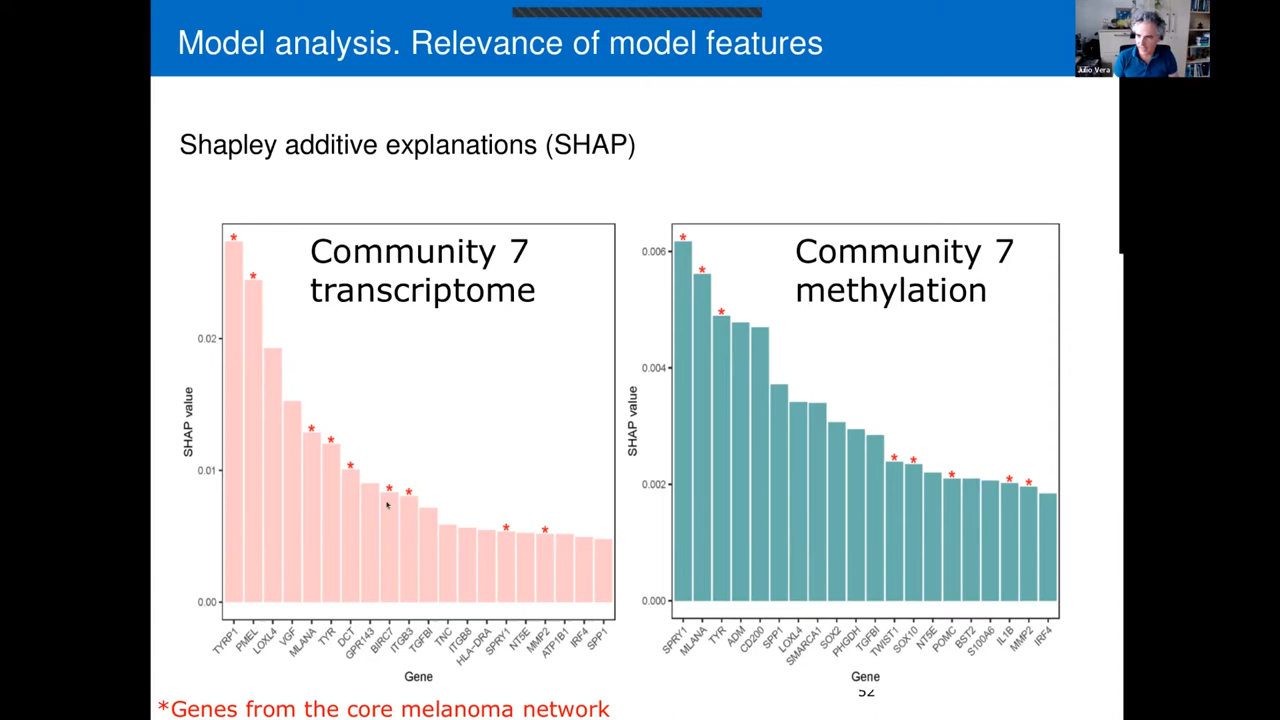 Model analysis. Relevance of model features
Julio Vera
Shapley additive explanations (SHAP)
Community 7
transcriptome
SHAP value
0.02
0.01
0.00
TYRP1
PMEL
LOXL4
VGF
MLANA
TYR
DCT
GPR143
BIRC7
ITGB3
TGFBI
TNC
ITGB8
HLA-DRA
SPRY1
NT5E
MMP2
ATP1B1
IRF4
SPP1
Gene
Community 7
methylation
SHAP value
0.006
0.004
0.002
0.000
SPRY1
MLANA
TYR
ADM
CD200
SPP1
LOXL4
SMARCA1
SOX2
PHGDH
TGFBI
TWIST1
SOX10
NT5E
POMC
BST2
S100A6
IL1B
MMP2
IRF4
Gene
52
*Genes from the core melanoma network